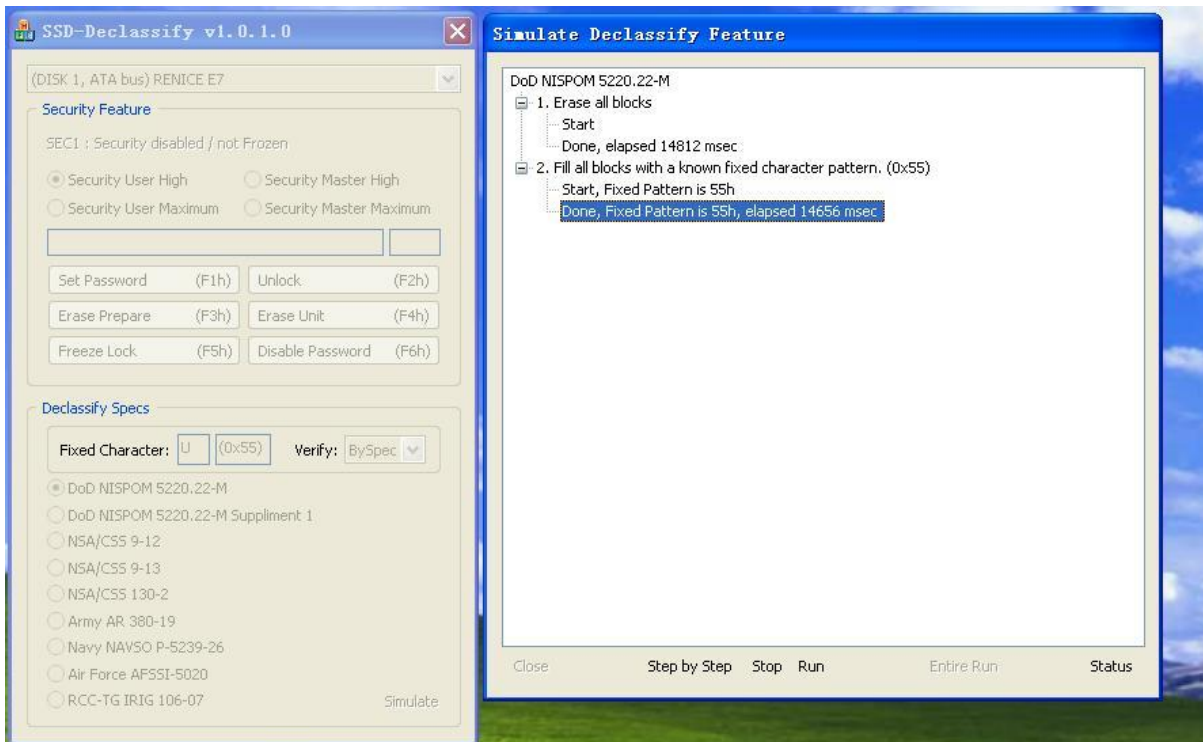 SSD-Declassify v1.0.1.0
(DISK 1, ATA bus) RENICE E7
Security Feature
SEC1 : Security disabled / not Frozen
Security User High Security Master High
Security User Maximum Security Master Maximum
Set Password (F1h) Unlock (F2h)
Erase Prepare (F3h) Erase Unit (F4h)
Freeze Lock (F5h) Disable Password (F6h)
Declassify Specs
Fixed Character: U (0x55) Verify: BySpec
DoD NISPOM 5220.22-M
DoD NISPOM 5220.22-M Suppliment 1
NSA/CSS 9-12
NSA/CSS 9-13
NSA/CSS 130-2
Army AR 380-19
Navy NAVSO P-5239-26
Air Force AFSSI-5020
RCC-TG IRIG 106-07 Simulate
Simulate Declassify Feature
DoD NISPOM 5220.22-M
1. Erase all blocks
Start
Done, elapsed 14812 msec
2. Fill all blocks with a known fixed character pattern. (0x55)
Start, Fixed Pattern is 55h
Done, Fixed Pattern is 55h, elapsed 14656 msec
Close Step by Step Stop Run Entire Run Status